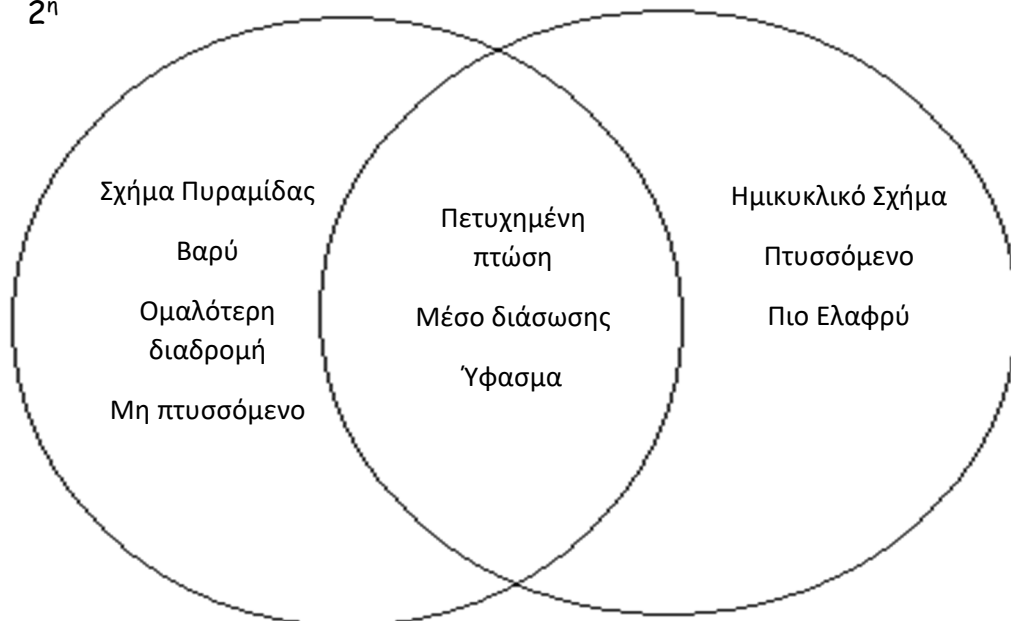 2η
Σχήμα Πυραμίδας
Βαρύ
Ομαλότερη
διαδρομή
Μη πτυσσόμενο
Πετυχημένη
πτώση
Μέσο διάσωσης
Ύφασμα
Ημικυκλικό Σχήμα
Πτυσσόμενο
Πιο Ελαφρύ